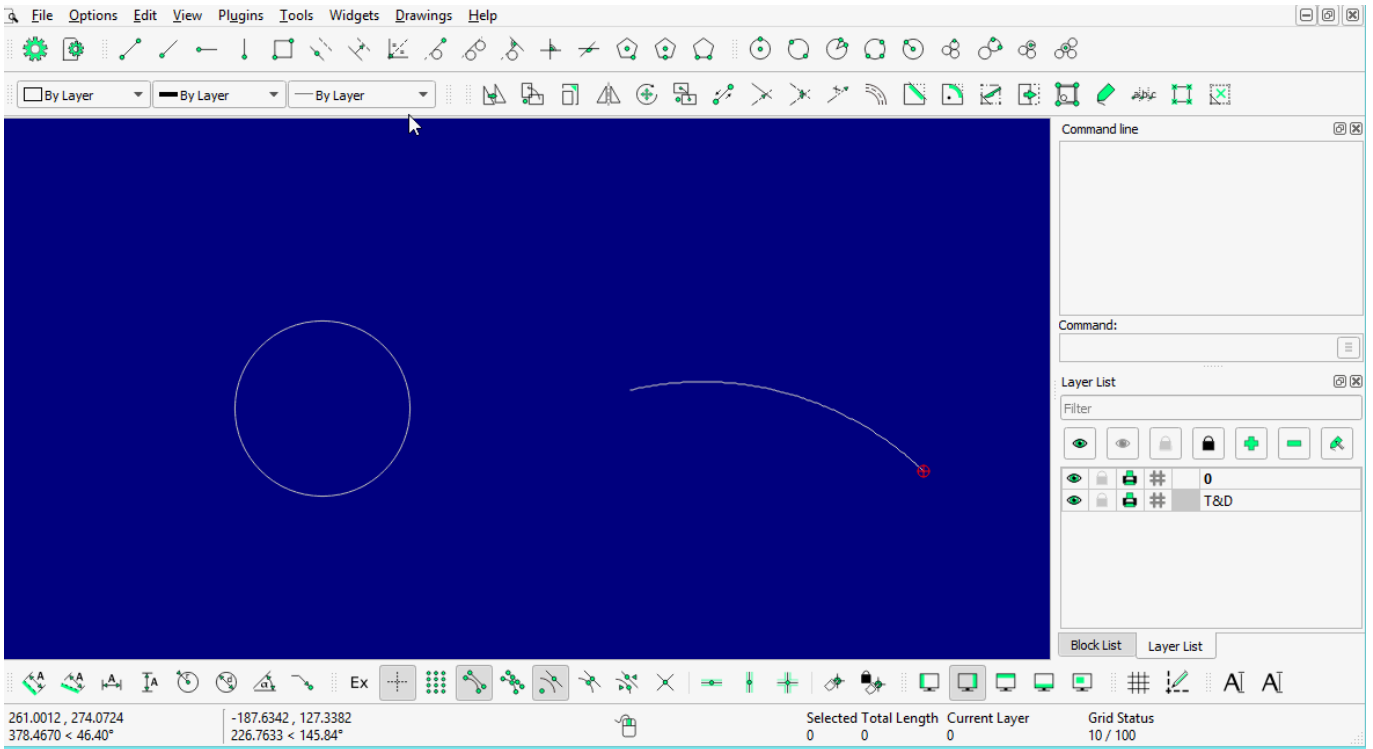 File Options Edit View Plugins Tools Widgets Drawings Help
By Layer By Layer By Layer
Command line
Command:
Layer List
Filter
0
T&D
Block List Layer List
Ex AI AI
261.0012 , 274.0724 -187.6342 , 127.3382 Selected Total Length Current Layer Grid Status
378.4670 < 46.40° 226.7633 < 145.84° 0 0 0 10 / 100